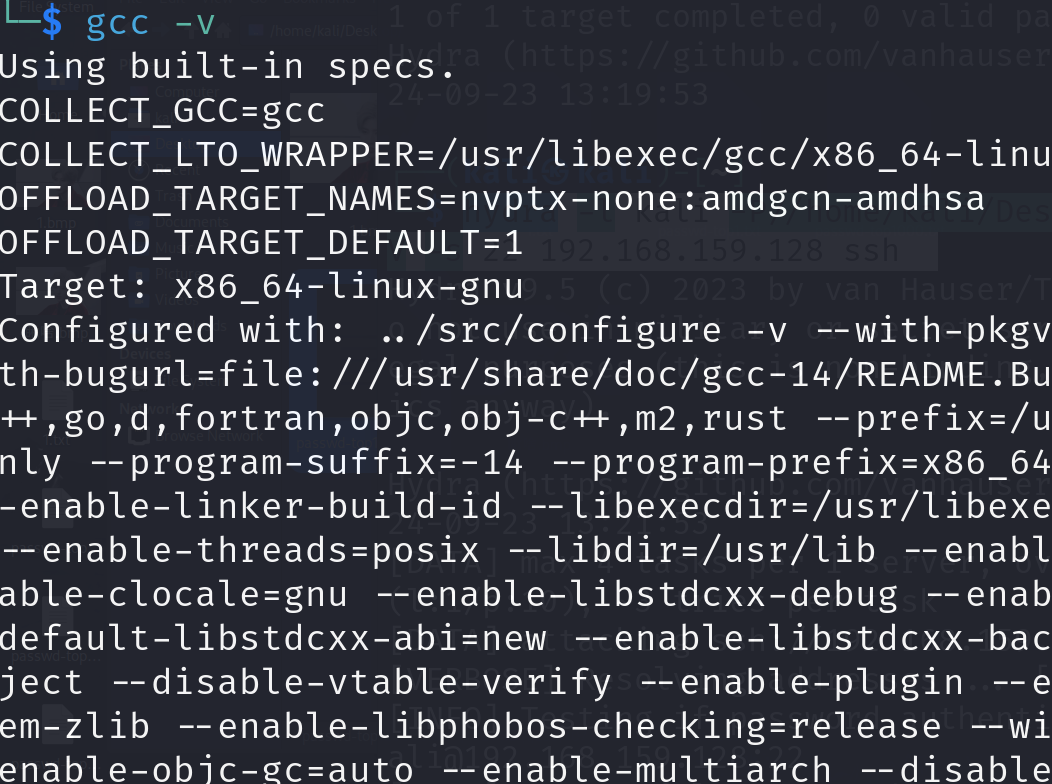 └─$ gcc -v
Using built-in specs.
COLLECT_GCC=gcc
COLLECT_LTO_WRAPPER=/usr/libexec/gcc/x86_64-linu
OFFLOAD_TARGET_NAMES=nvptx-none:amdgcn-amdhsa
OFFLOAD_TARGET_DEFAULT=1
Target: x86_64-linux-gnu
Configured with: ../src/configure -v --with-pkgv
th-bugurl=file:///usr/share/doc/gcc-14/README.Bu
++,go,d,fortran,objc,obj-c++,m2,rust --prefix=/u
nly --program-suffix=-14 --program-prefix=x86_64
-enable-linker-build-id --libexecdir=/usr/libexe
--enable-threads=posix --libdir=/usr/lib --enabl
able-clocale=gnu --enable-libstdcxx-debug --enab
default-libstdcxx-abi=new --enable-libstdcxx-bac
ject --disable-vtable-verify --enable-plugin --e
em-zlib --enable-libphobos-checking=release --wi
enable-objc-gc=auto --enable-multiarch --disable